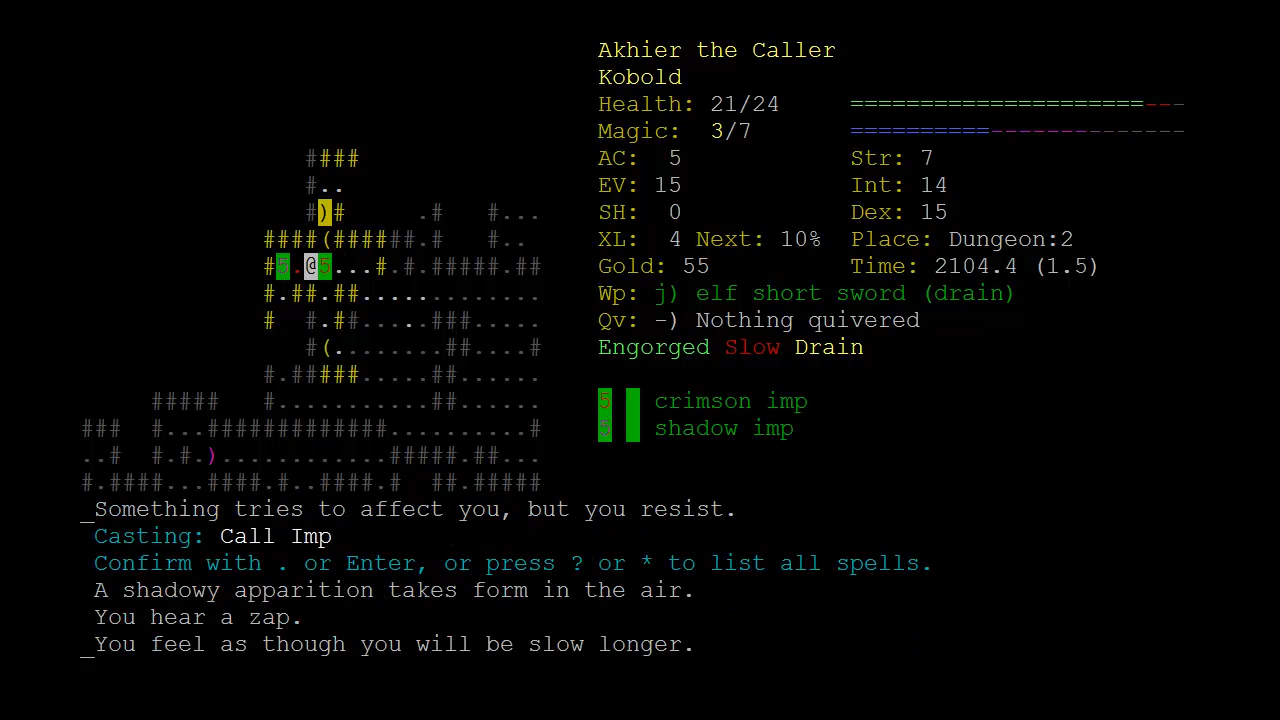 Akhier the Caller
Kobold
Health: 21/24 =====================---
Magic:  3/7 ==========--------------
####
AC:  5 Str: 7
#..
EV: 15 Int: 14
#)# .# #...
SH:  0 Dex: 15
####(######.# #..
XL:  4 Next: 10% Place: Dungeon:2
#5.@5...#.#.#####.##
Gold: 55 Time: 2104.4 (1.5)
#.##.##.............
Wp: j) elf short sword (drain)
# #.##.....###.....
Qv: -) Nothing quivered
#(........##....#
Engorged Slow Drain
#.#####.....##......
##### #...........##......
5 crimson imp
### #...#############..........#
5 shadow imp
..# #.#.)............#####.##...
#.####...####.#..####.# ##.#####
_Something tries to affect you, but you resist.
Casting: Call Imp
Confirm with . or Enter, or press ? or * to list all spells.
A shadowy apparition takes form in the air.
You hear a zap.
_You feel as though you will be slow longer.